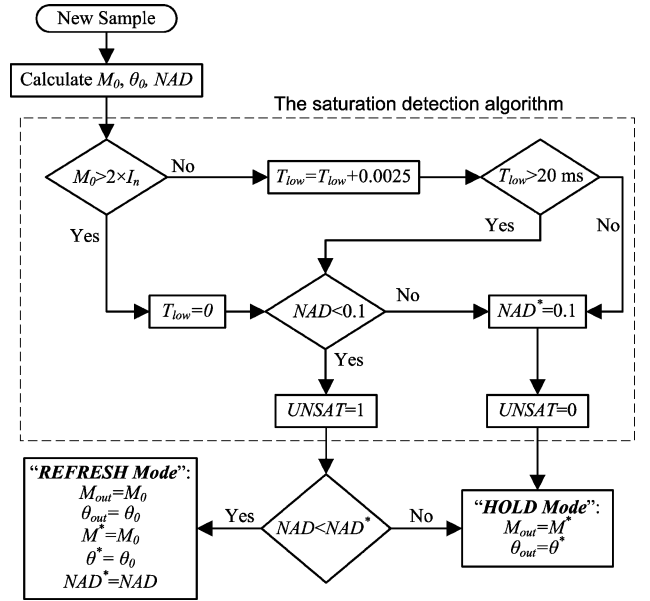 New Sample
Calculate M0, θ0, NAD
The saturation detection algorithm
M0>2×In
No
Tlow=Tlow+0.0025
Tlow>20 ms
Yes
Yes
No
Tlow=0
NAD<0.1
No
NAD*=0.1
Yes
UNSAT=1
UNSAT=0
“REFRESH Mode”:
Mout=M0
θout= θ0
M*=M0
θ*= θ0
NAD*=NAD
Yes
NAD<NAD*
No
“HOLD Mode”:
Mout=M*
θout=θ*